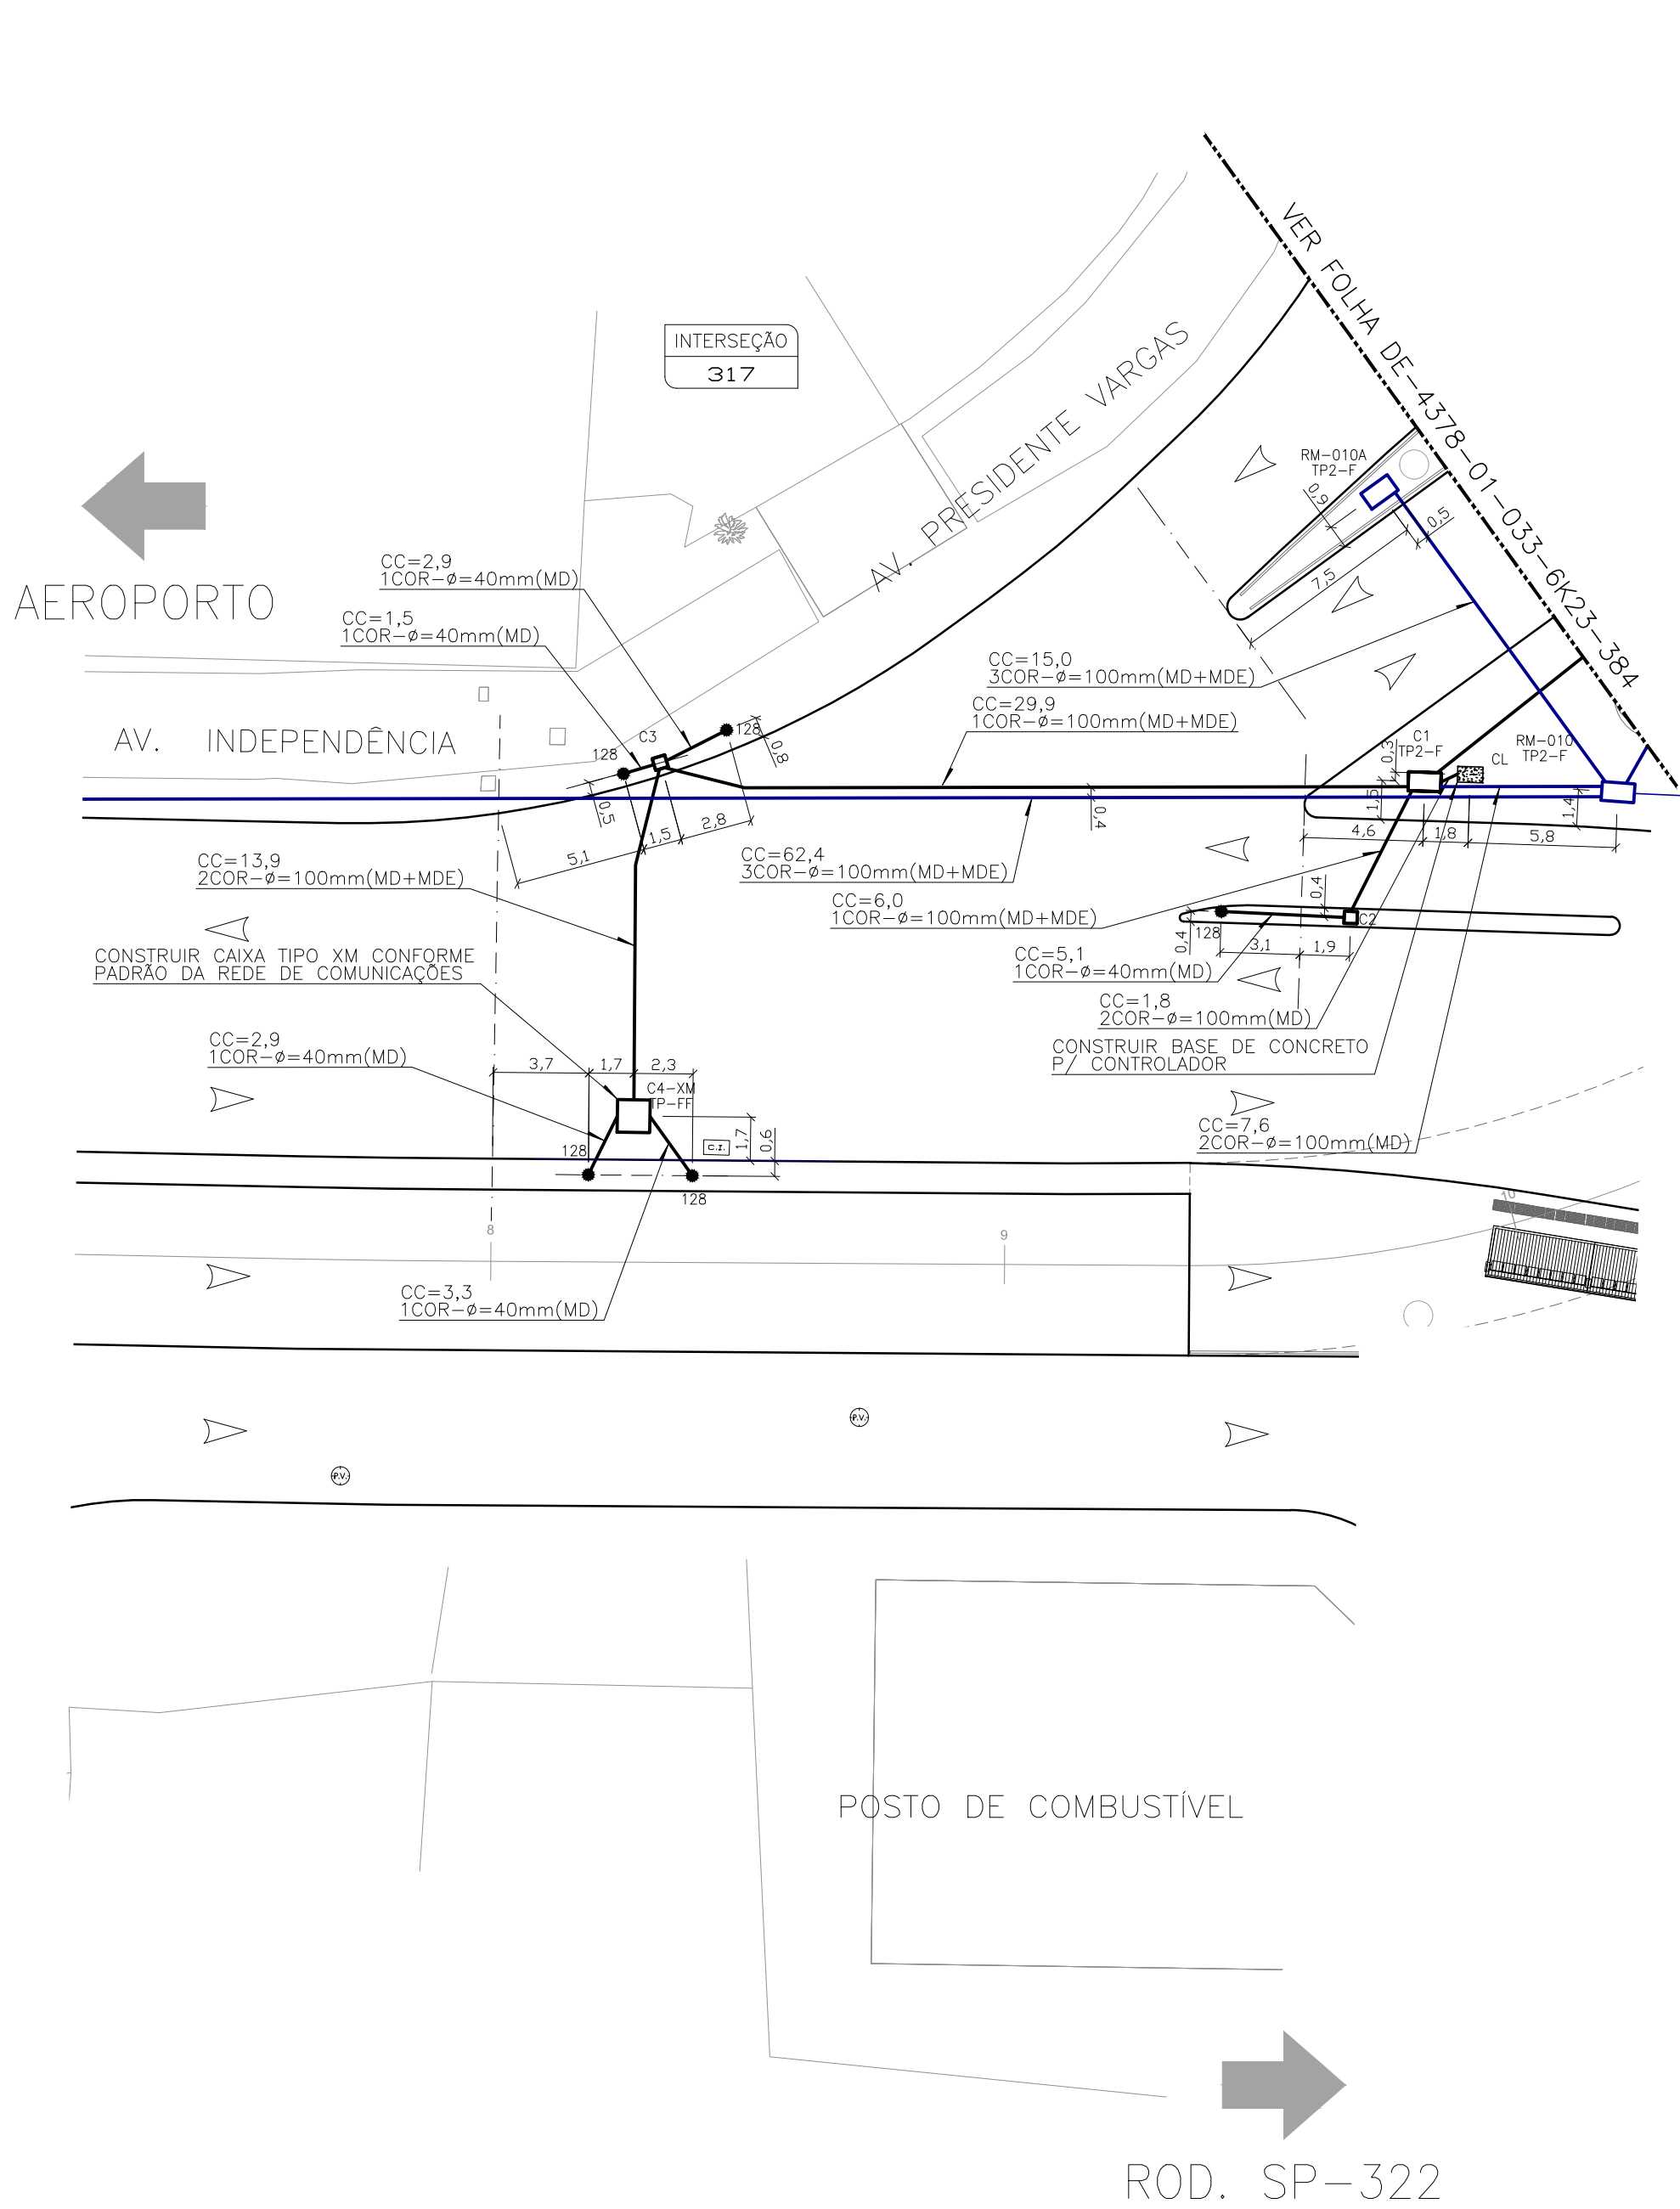 VER FOLHA DE-4378-01-033-6K23-384
INTERSEÇÃO
317
AV. PRESIDENTE VARGAS
RM-010A
TP2-F
0,9
0,5
7,5
AEROPORTO
CC=2,9
1COR-ø=40mm(MD)
CC=1,5
1COR-ø=40mm(MD)
CC=15,0
3COR-ø=100mm(MD+MDE)
CC=29,9
1COR-ø=100mm(MD+MDE)
AV. INDEPENDÊNCIA
C3
128
128
0,8
0,3
C1
TP2-F
CL
RM-010
TP2-F
0,5
1,5
2,8
5,1
0,4
1,5
1,4
4,6
1,8
5,8
CC=13,9
2COR-ø=100mm(MD+MDE)
CC=62,4
3COR-ø=100mm(MD+MDE)
CC=6,0
1COR-ø=100mm(MD+MDE)
0,4
C2
128
0,4
3,1
1,9
CONSTRUIR CAIXA TIPO XM CONFORME
PADRÃO DA REDE DE COMUNICAÇÕES
CC=5,1
1COR-ø=40mm(MD)
CC=1,8
2COR-ø=100mm(MD)
CC=2,9
1COR-ø=40mm(MD)
CONSTRUIR BASE DE CONCRETO
P/ CONTROLADOR
3,7
1,7
2,3
C4-XM
TP-FF
CC=7,6
2COR-ø=100mm(MD)
128
C.I.
1,7
0,6
128
8
9
10
CC=3,3
1COR-ø=40mm(MD)
P.V.
P.V.
POSTO DE COMBUSTÍVEL
ROD. SP-322